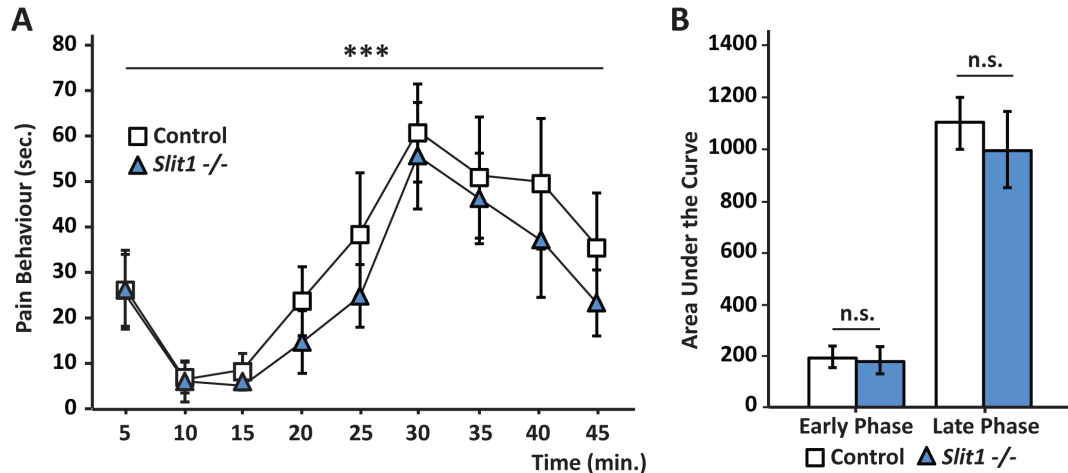 A
Pain Behaviour (sec.)
80
70
60
50
40
30
20
10
0
***
Control
Slit1 -/-
5 10 15 20 25 30 35 40 45
Time (min.)
B
Area Under the Curve
1400
1200
1000
800
600
400
200
0
n.s.
n.s.
Early Phase Late Phase
Control Slit1 -/-